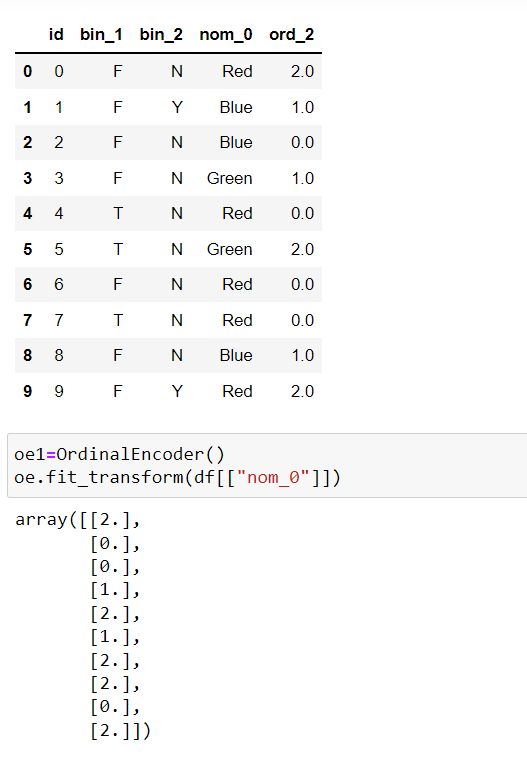 id bin_1 bin_2 nom_0 ord_2
0 0 F N Red 2.0
1 1 F Y Blue 1.0
2 2 F N Blue 0.0
3 3 F N Green 1.0
4 4 T N Red 0.0
5 5 T N Green 2.0
6 6 F N Red 0.0
7 7 T N Red 0.0
8 8 F N Blue 1.0
9 9 F Y Red 2.0
oe1=OrdinalEncoder()
oe.fit_transform(df[["nom_0"]])
array([[2.],
[0.],
[0.],
[1.],
[2.],
[1.],
[2.],
[2.],
[0.],
[2.]])